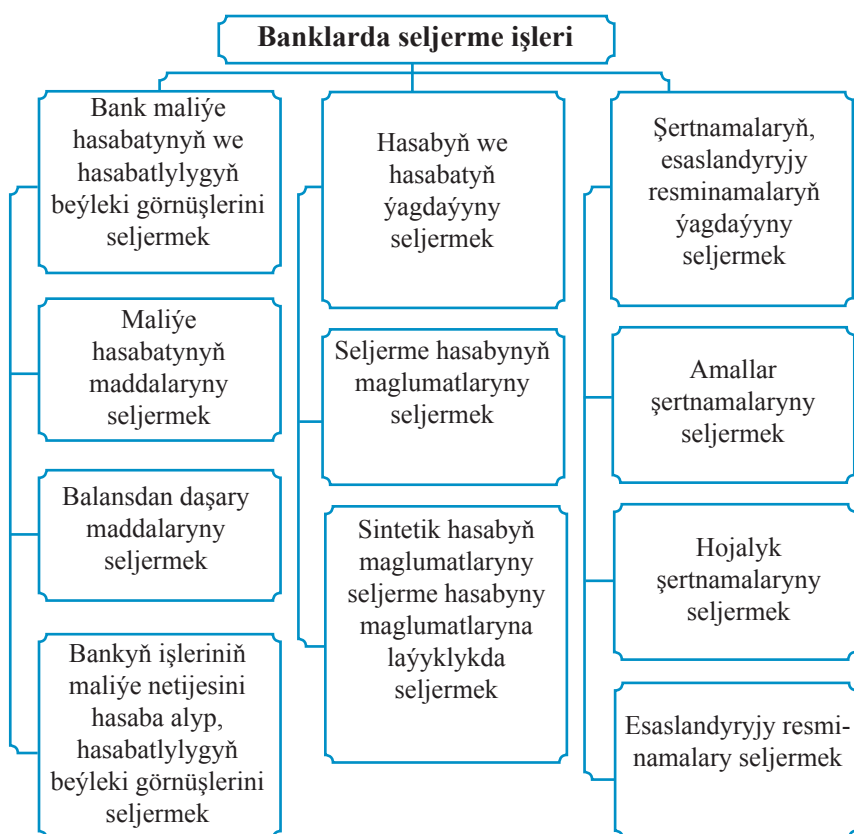 Banklarda seljerme işleri
Bank maliýe
hasabatynyň we
hasabatlylygyň
beýleki görnüşlerini
seljermek
Maliýe
hasabatynyň
maddalaryny
seljermek
Balansdan daşary
maddalaryny
seljermek
Bankyň işleriniň
maliýe netijesini
hasaba alyp,
hasabatlylygyň
beýleki görnüşlerini
seljermek
Hasabyň we
hasabatyň
ýagdaýyny
seljermek
Seljerme hasabynyň
maglumatlaryny
seljermek
Sintetik hasabyň
maglumatlaryny
seljerme hasabyny
maglumatlaryna
laýyklykda
seljermek
Şertnamalaryň,
esaslandyryjy
resminamalaryň
ýagdaýyny
seljermek
Amallar
şertnamalaryny
seljermek
Hojalyk
şertnamalaryny
seljermek
Esaslandyryjy resmi-
namalary seljermek